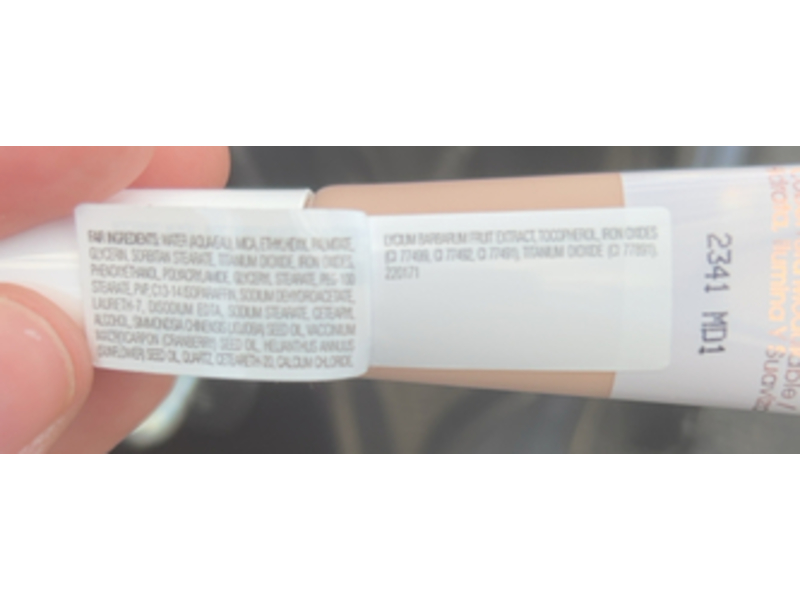 FAIR INGREDIENTS: WATER (AQUA/EAU), MICA, ETHYLHEXYL PALMITATE,
GLYCERIN, SORBITAN STEARATE, TITANIUM DIOXIDE, IRON OXIDES,
PHENOXYETHANOL, POLYACRYLAMIDE, GLYCERYL STEARATE, PEG-100
STEARATE, PVP, C13-14 ISOPARAFFIN, SODIUM DEHYDROACETATE,
LAURETH-7, DISODIUM EDTA, SODIUM STEARATE, CETEARYL
ALCOHOL, SIMMONDSIA CHINENSIS (JOJOBA) SEED OIL, VACCINIUM
MACROCARPON (CRANBERRY) SEED OIL, HELIANTHUS ANNUUS
(SUNFLOWER) SEED OIL, QUARTZ, CETEARETH-20, CALCIUM CHLORIDE,
LYCIUM BARBARUM FRUIT EXTRACT, TOCOPHEROL, IRON OXIDES
(CI 77499, CI 77492, CI 77491), TITANIUM DIOXIDE (CI 77891).
220171
2341 MD1